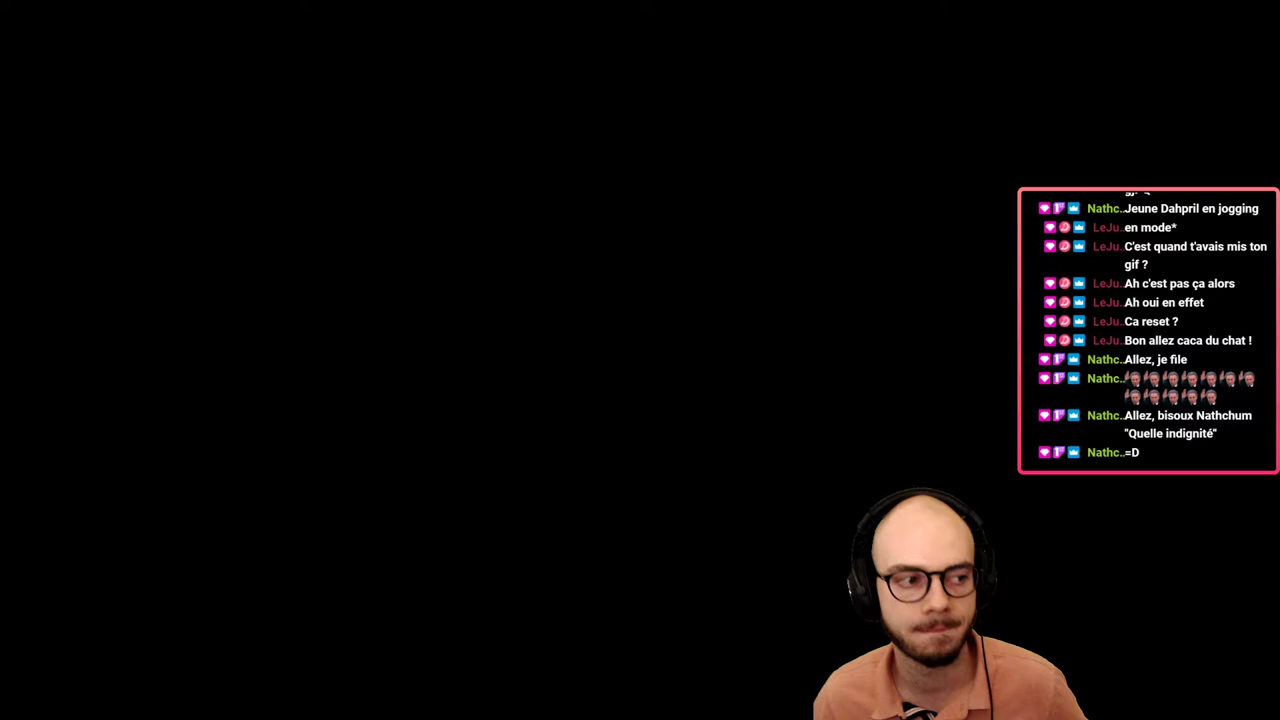 Nathc..Jeune Dahpril en jogging
LeJu..en mode*
LeJu..C'est quand t'avais mis ton
gif ?
LeJu..Ah c'est pas ça alors
LeJu..Ah oui en effet
LeJu..Ca reset ?
LeJu..Bon allez caca du chat !
Nathc..Allez, je file
Nathc..
Nathc..Allez, bisoux Nathchum
"Quelle indignité"
Nathc..=D